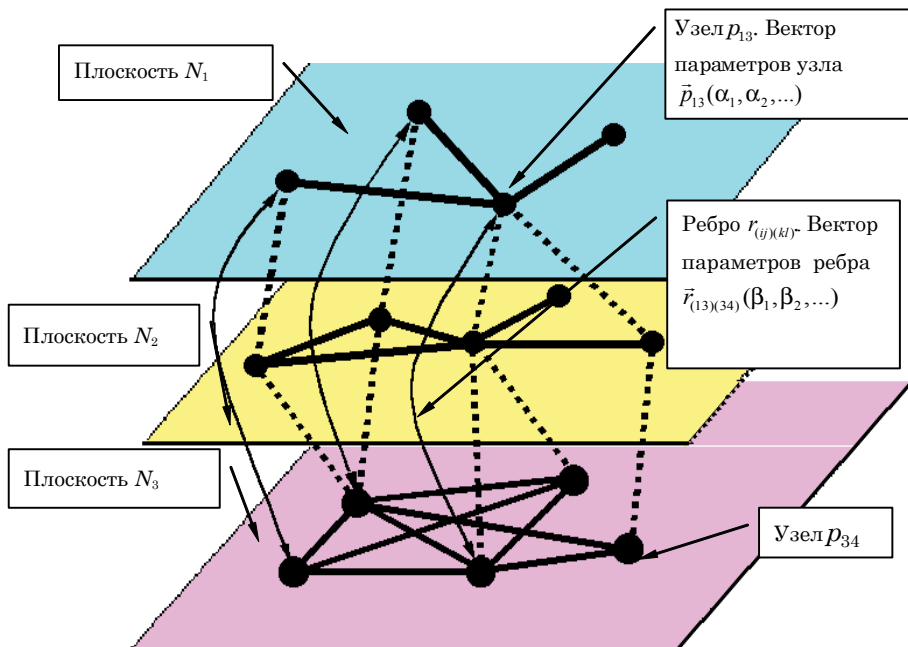 Плоскость N₁
Узел p₁₃. Вектор
параметров узла
p⃗₁₃(α₁,α₂,...)
Ребро r₍ᵢⱼ₎₍ₖₗ₎. Вектор
параметров ребра
r⃗₍₁₃₎₍₃₄₎(β₁,β₂,...)
Плоскость N₂
Плоскость N₃
Узел p₃₄